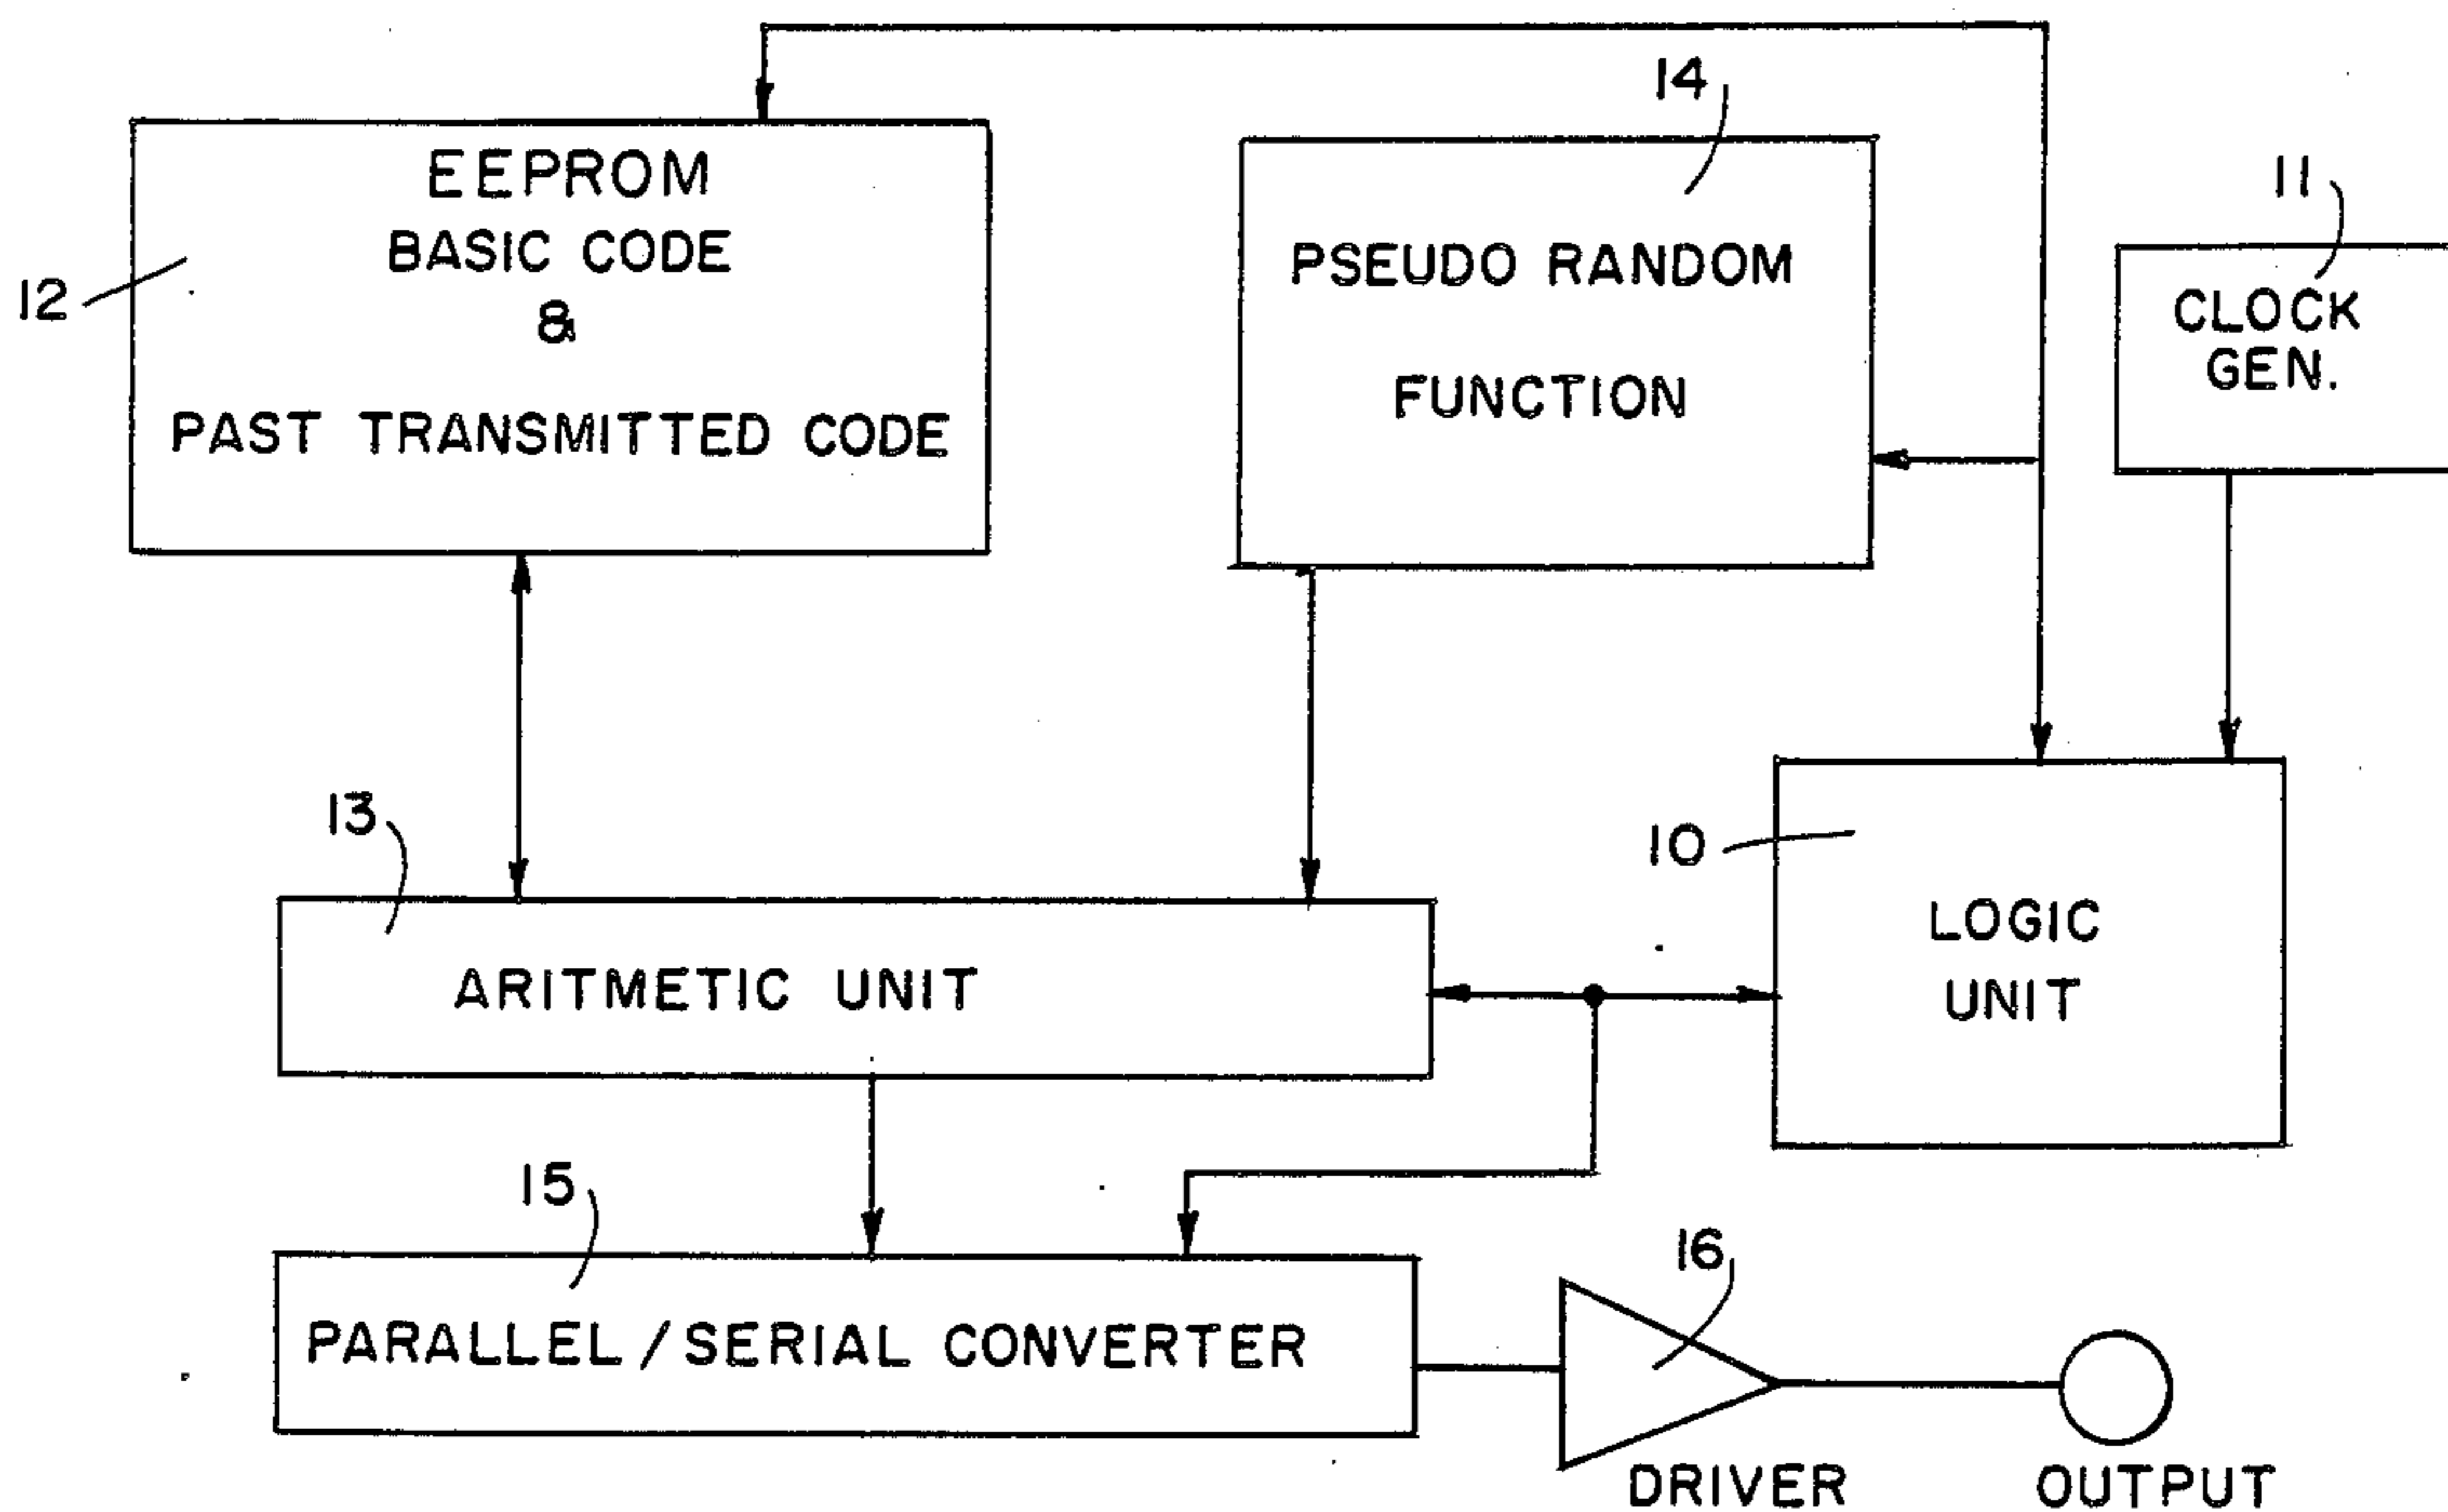 14
11
12
EEPROM
BASIC CODE
&
PAST TRANSMITTED CODE
PSEUDO RANDOM
FUNCTION
CLOCK
GEN.
13
ARITMETIC UNIT
10
LOGIC
UNIT
15
PARALLEL/SERIAL CONVERTER
16
DRIVER
OUTPUT